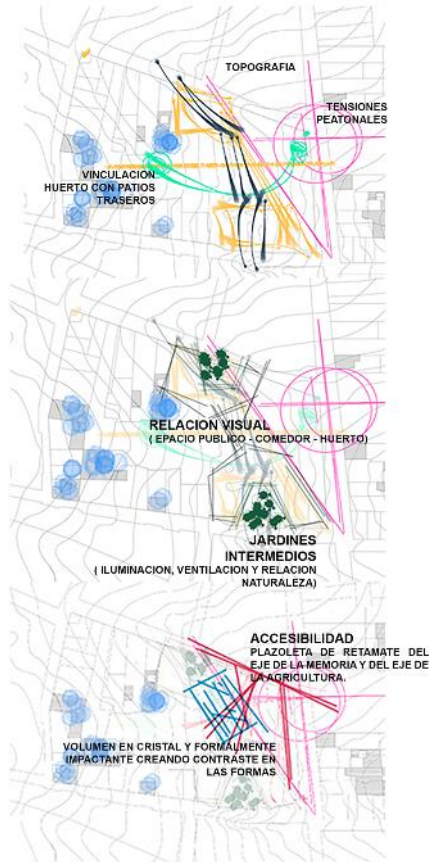 TOPOGRAFIA
TENSIONES
PEATONALES
VINCULACION
HUERTO CON PATIOS
TRASEROS
RELACION VISUAL
( EPACIO PUBLICO - COMEDOR - HUERTO)
JARDINES
INTERMEDIOS
( ILUMINACION, VENTILACION Y RELACION
NATURALEZA)
ACCESIBILIDAD
PLAZOLETA DE RETAMATE DEL
EJE DE LA MEMORIA Y DEL EJE DE
LA AGRICULTURA.
VOLUMEN EN CRISTAL Y FORMALMENTE
IMPACTANTE CREANDO CONTRASTE EN
LAS FORMAS